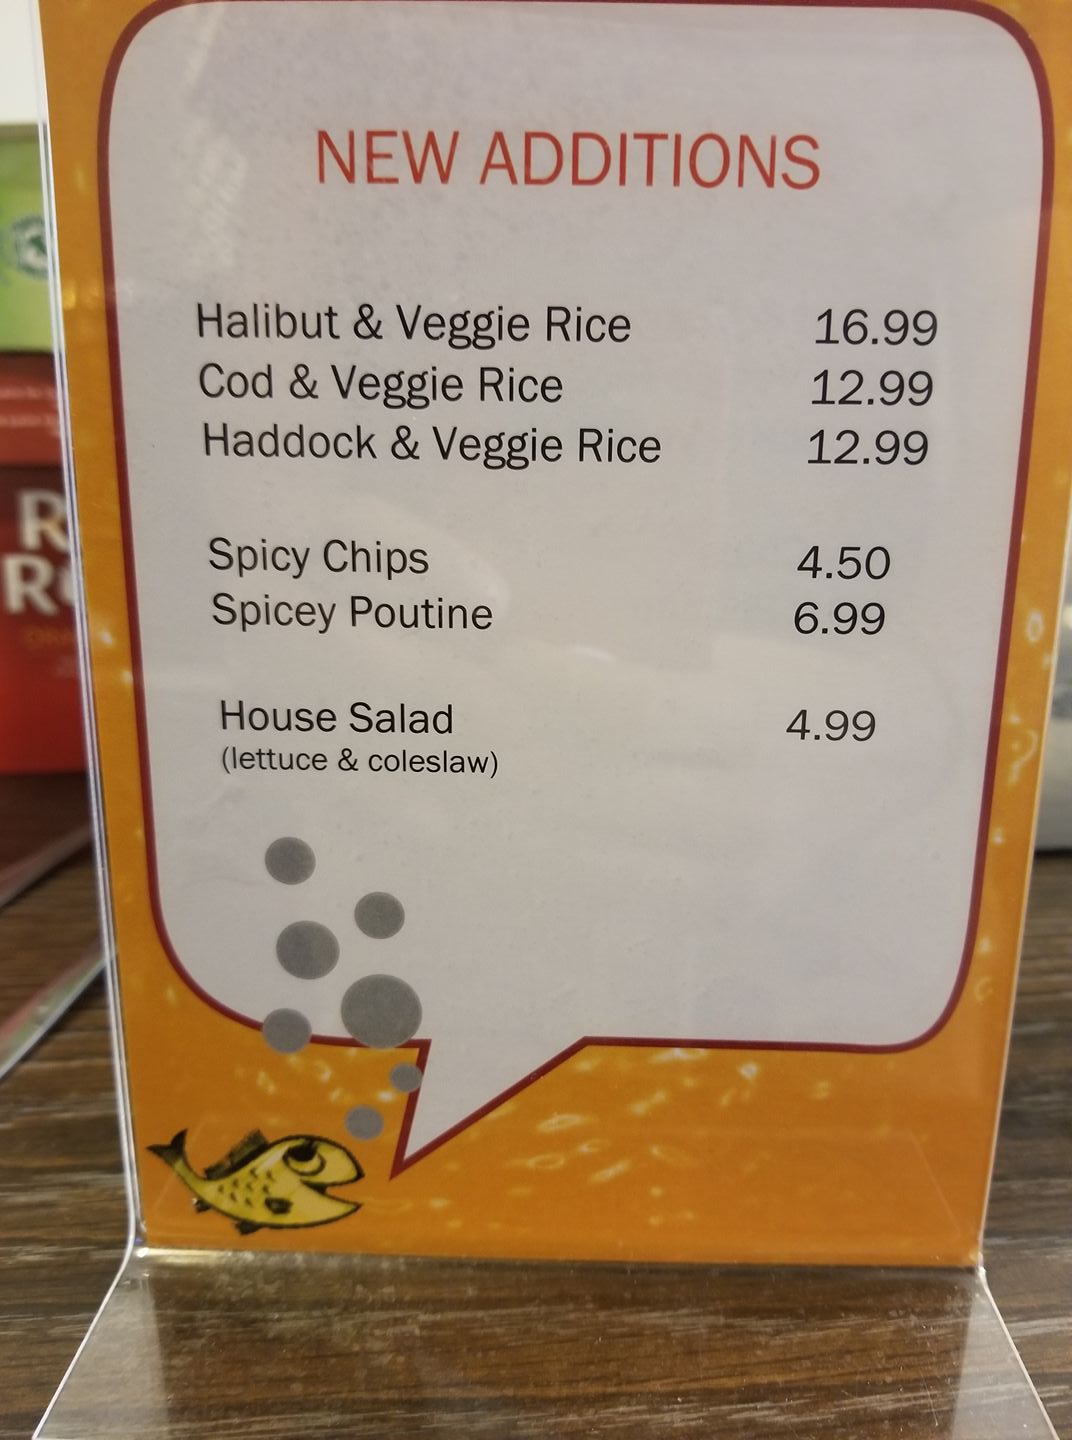 NEW ADDITIONS
Halibut & Veggie Rice 16.99
Cod & Veggie Rice 12.99
Haddock & Veggie Rice 12.99
Spicy Chips 4.50
Spicey Poutine 6.99
House Salad 4.99
(lettuce & coleslaw)